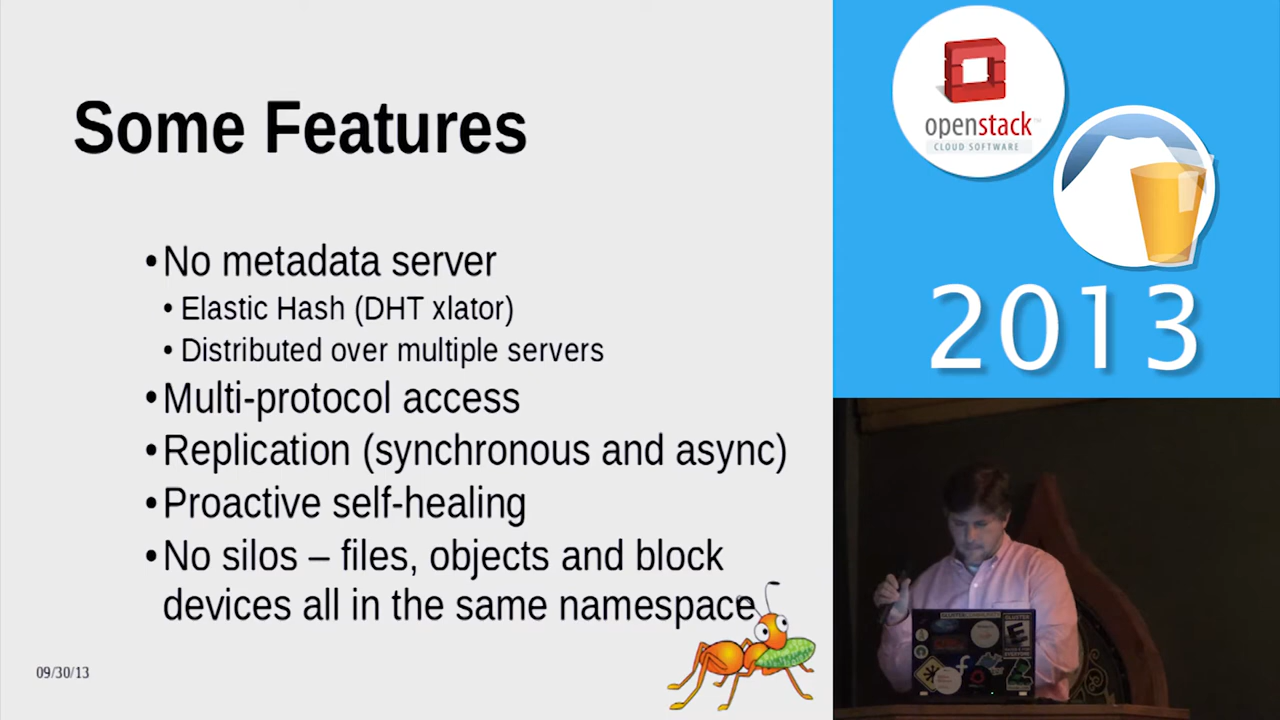 Some Features
•No metadata server
•Elastic Hash (DHT xlator)
•Distributed over multiple servers
•Multi-protocol access
•Replication (synchronous and async)
•Proactive self-healing
•No silos – files, objects and block
devices all in the same namespace
09/30/13
openstack
CLOUD SOFTWARE
2013
E